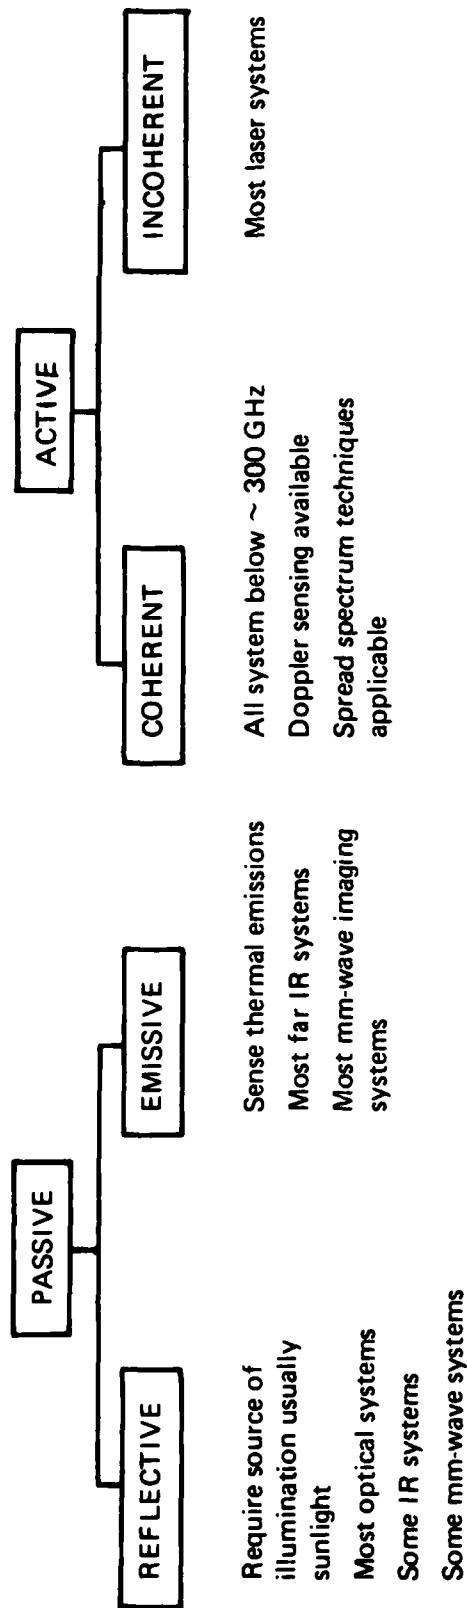 PASSIVE
REFLECTIVE
Require source of
illumination usually
sunlight
Most optical systems
Some IR systems
Some mm-wave systems
EMISSIVE
Sense thermal emissions
Most far IR systems
Most mm-wave imaging
systems
ACTIVE
COHERENT
All system below ~ 300 GHz
Doppler sensing available
Spread spectrum techniques
applicable
INCOHERENT
Most laser systems